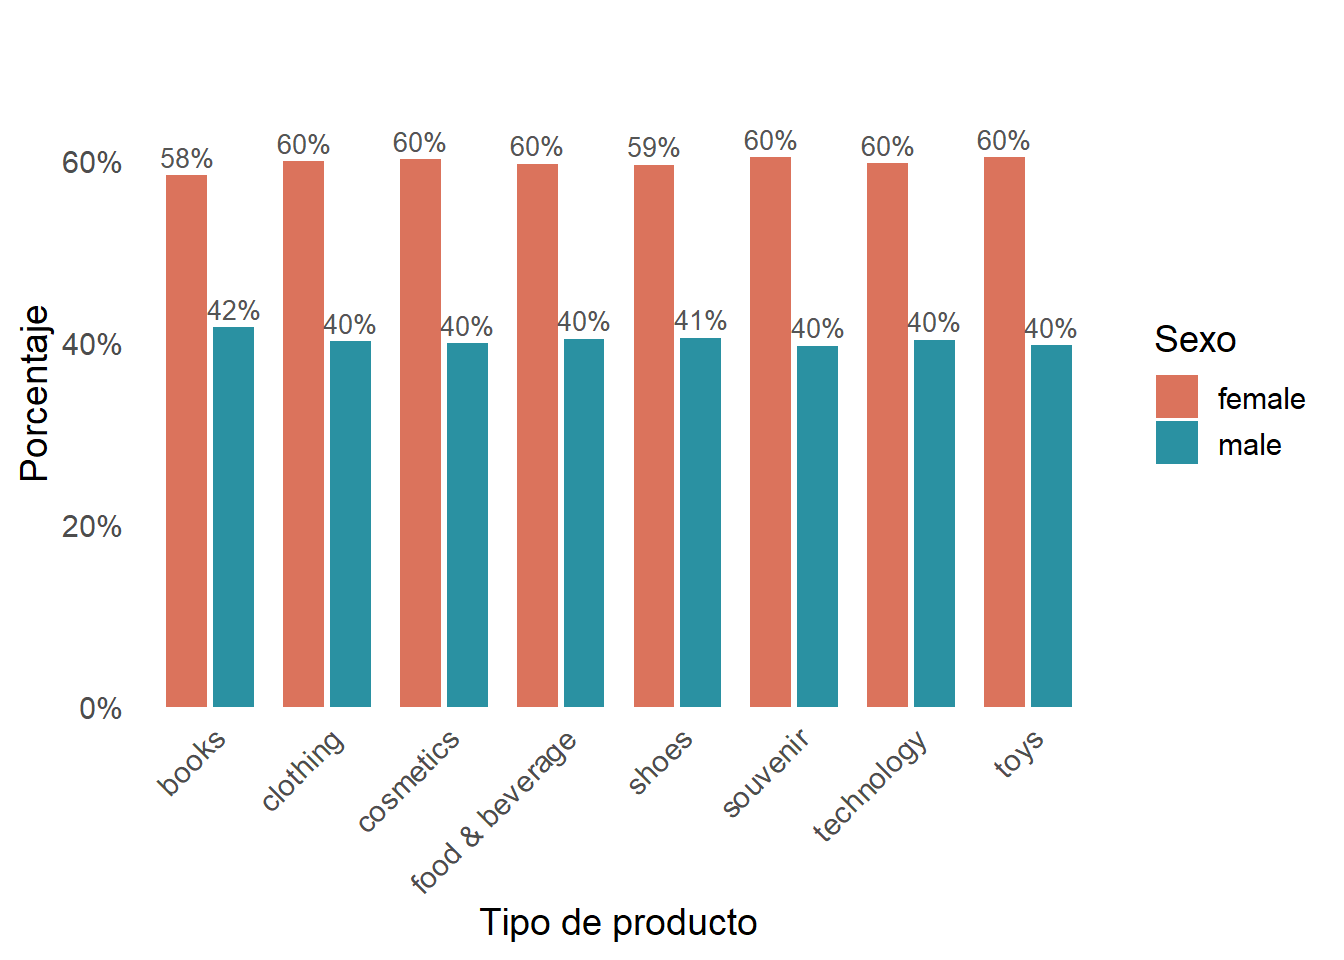 58%
60%
60%
60%
59%
60%
60%
60%
42%
40%
40%
40%
41%
40%
40%
40%
60%
40%
20%
0%
Porcentaje
books
clothing
cosmetics
food & beverage
shoes
souvenir
technology
toys
Tipo de producto
Sexo
female
male